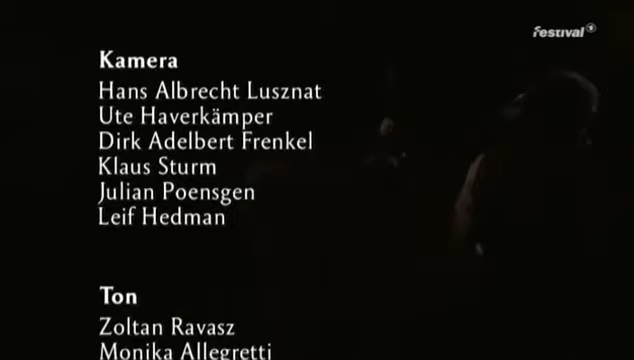 Festival
Kamera
Hans Albrecht Lusznat
Ute Haverkämper
Dirk Adelbert Frenkel
Klaus Sturm
Julian Poensgen
Leif Hedman
Ton
Zoltan Ravasz
Monika Allegretti